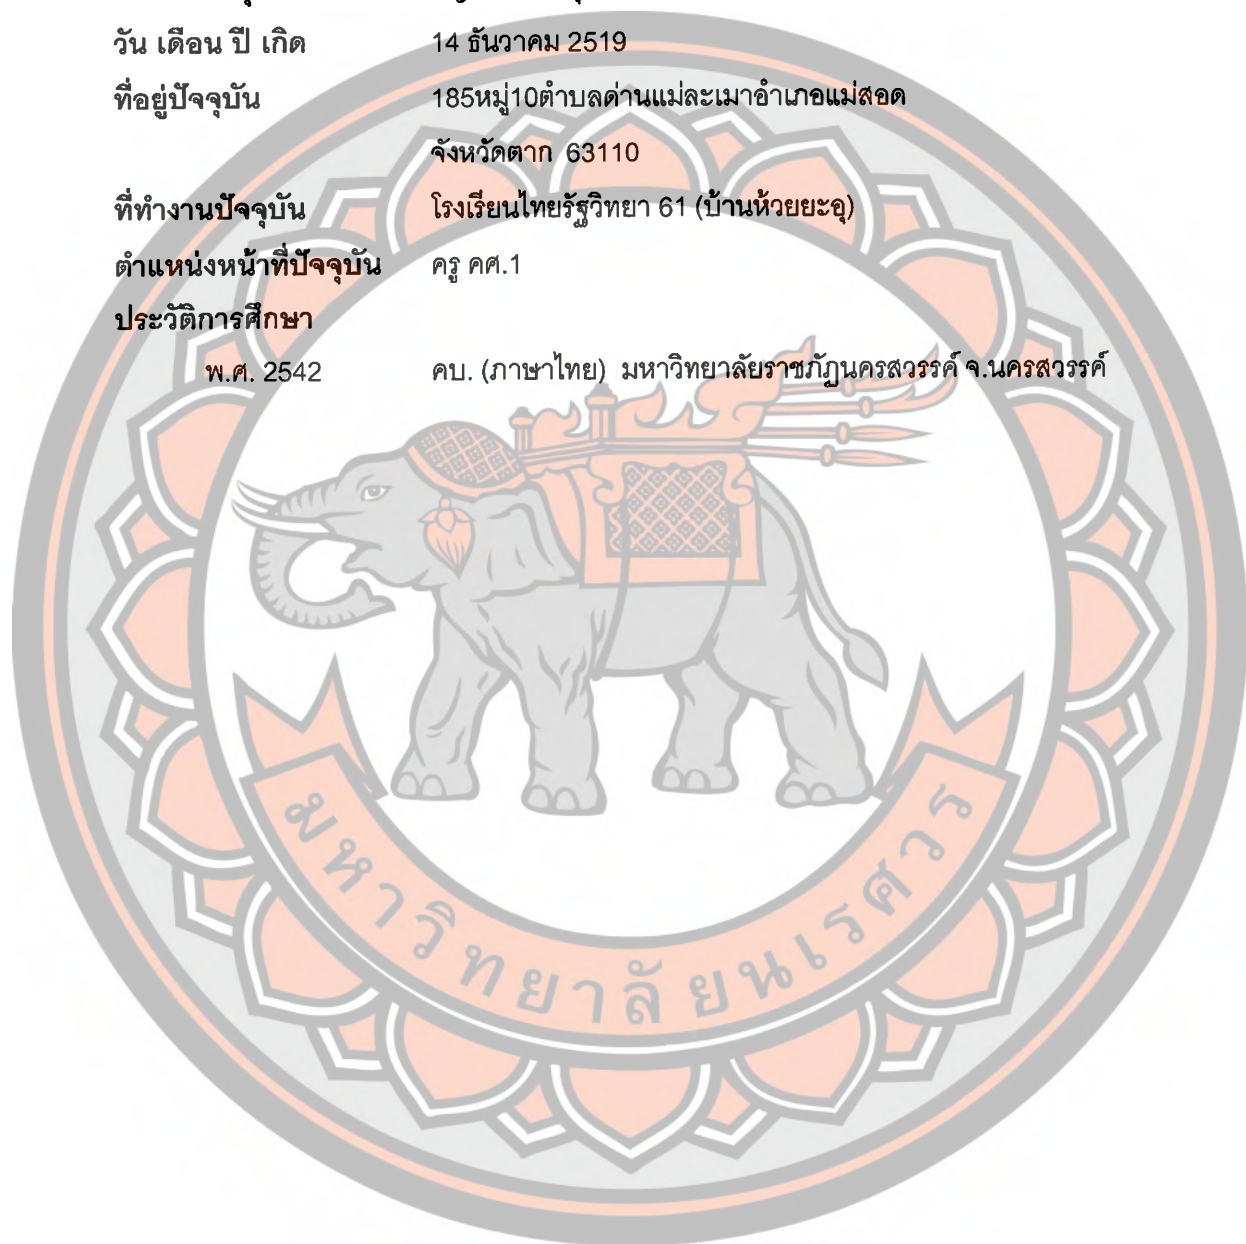 วัน เดือน ปี เกิด 14 ธันวาคม 2519
ที่อยู่ปัจจุบัน 185หมู่10ตำบลด่านแม่ละเมาอำเภอแม่สอด
จังหวัดตาก 63110
ที่ทำงานปัจจุบัน โรงเรียนไทยรัฐวิทยา 61 (บ้านห้วยยะอุ)
ตำแหน่งหน้าที่ปัจจุบัน ครู คศ.1
ประวัติการศึกษา
พ.ศ. 2542 คบ. (ภาษาไทย) มหาวิทยาลัยราชภัฏนครสวรรค์ จ.นครสวรรค์
มหาวิทยาลัยนเรศวร